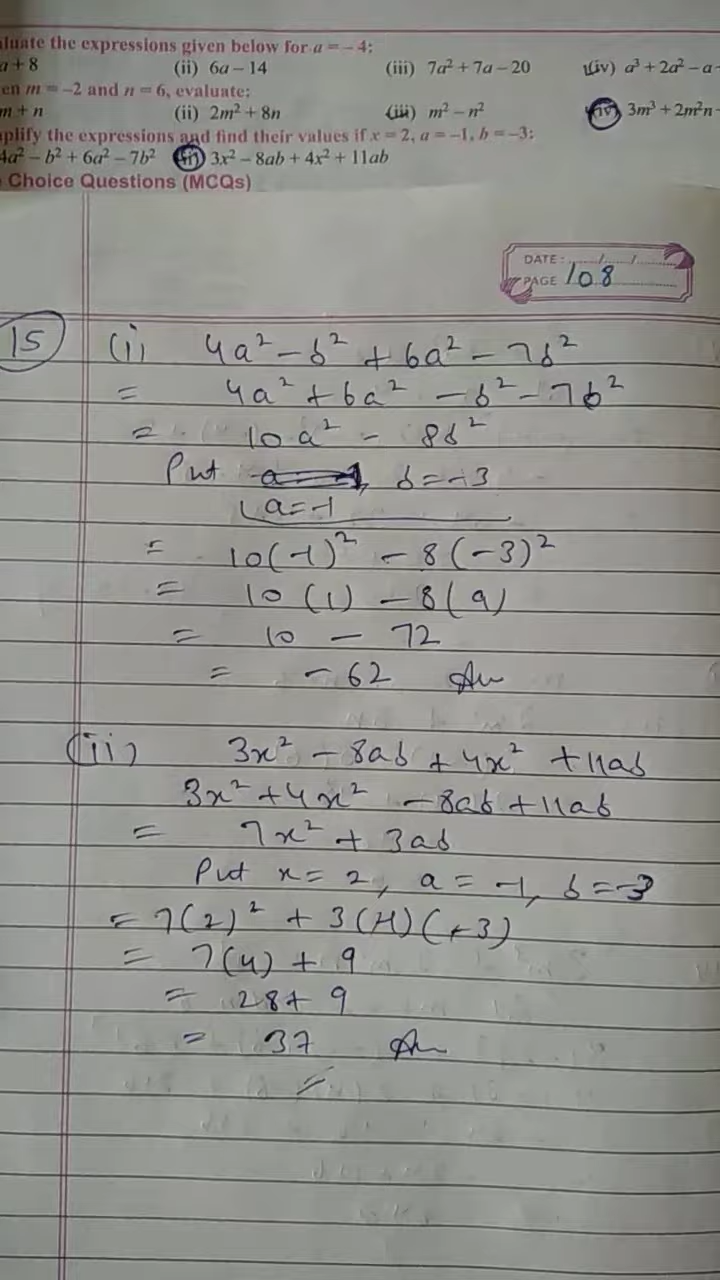 luate the expressions given below for a = – 4:
a + 8 (ii) 6a – 14 (iii) 7a² + 7a – 20 (iv) a³ + 2a² – a
en m = –2 and n = 6, evaluate:
m + n (ii) 2m² + 8n (iii) m² – n² (iv) 3m³ + 2m²n
nplify the expressions and find their values if x = 2, a = –1, b = –3:
4a² – b² + 6a² – 7b² (ii) 3x² – 8ab + 4x² + 11ab
Choice Questions (MCQs)
DATE : ....../....../..........
PAGE 108
15 (i) 4a² – b² + 6a² – 7b²
= 4a² + 6a² – b² – 7b²
= 10a² – 8b²
Put , b = –3
a = –1
= 10(–1)² – 8(–3)²
= 10(1) – 8(9)
= 10 – 72
= – 62 An
(ii) 3x² – 8ab + 4x² + 11ab
3x² + 4x² – 8ab + 11ab
= 7x² + 3ab
Put x = 2, a = –1, b = –3
= 7(2)² + 3(–1)(–3)
= 7(4) + 9
= 28 + 9
= 37 An